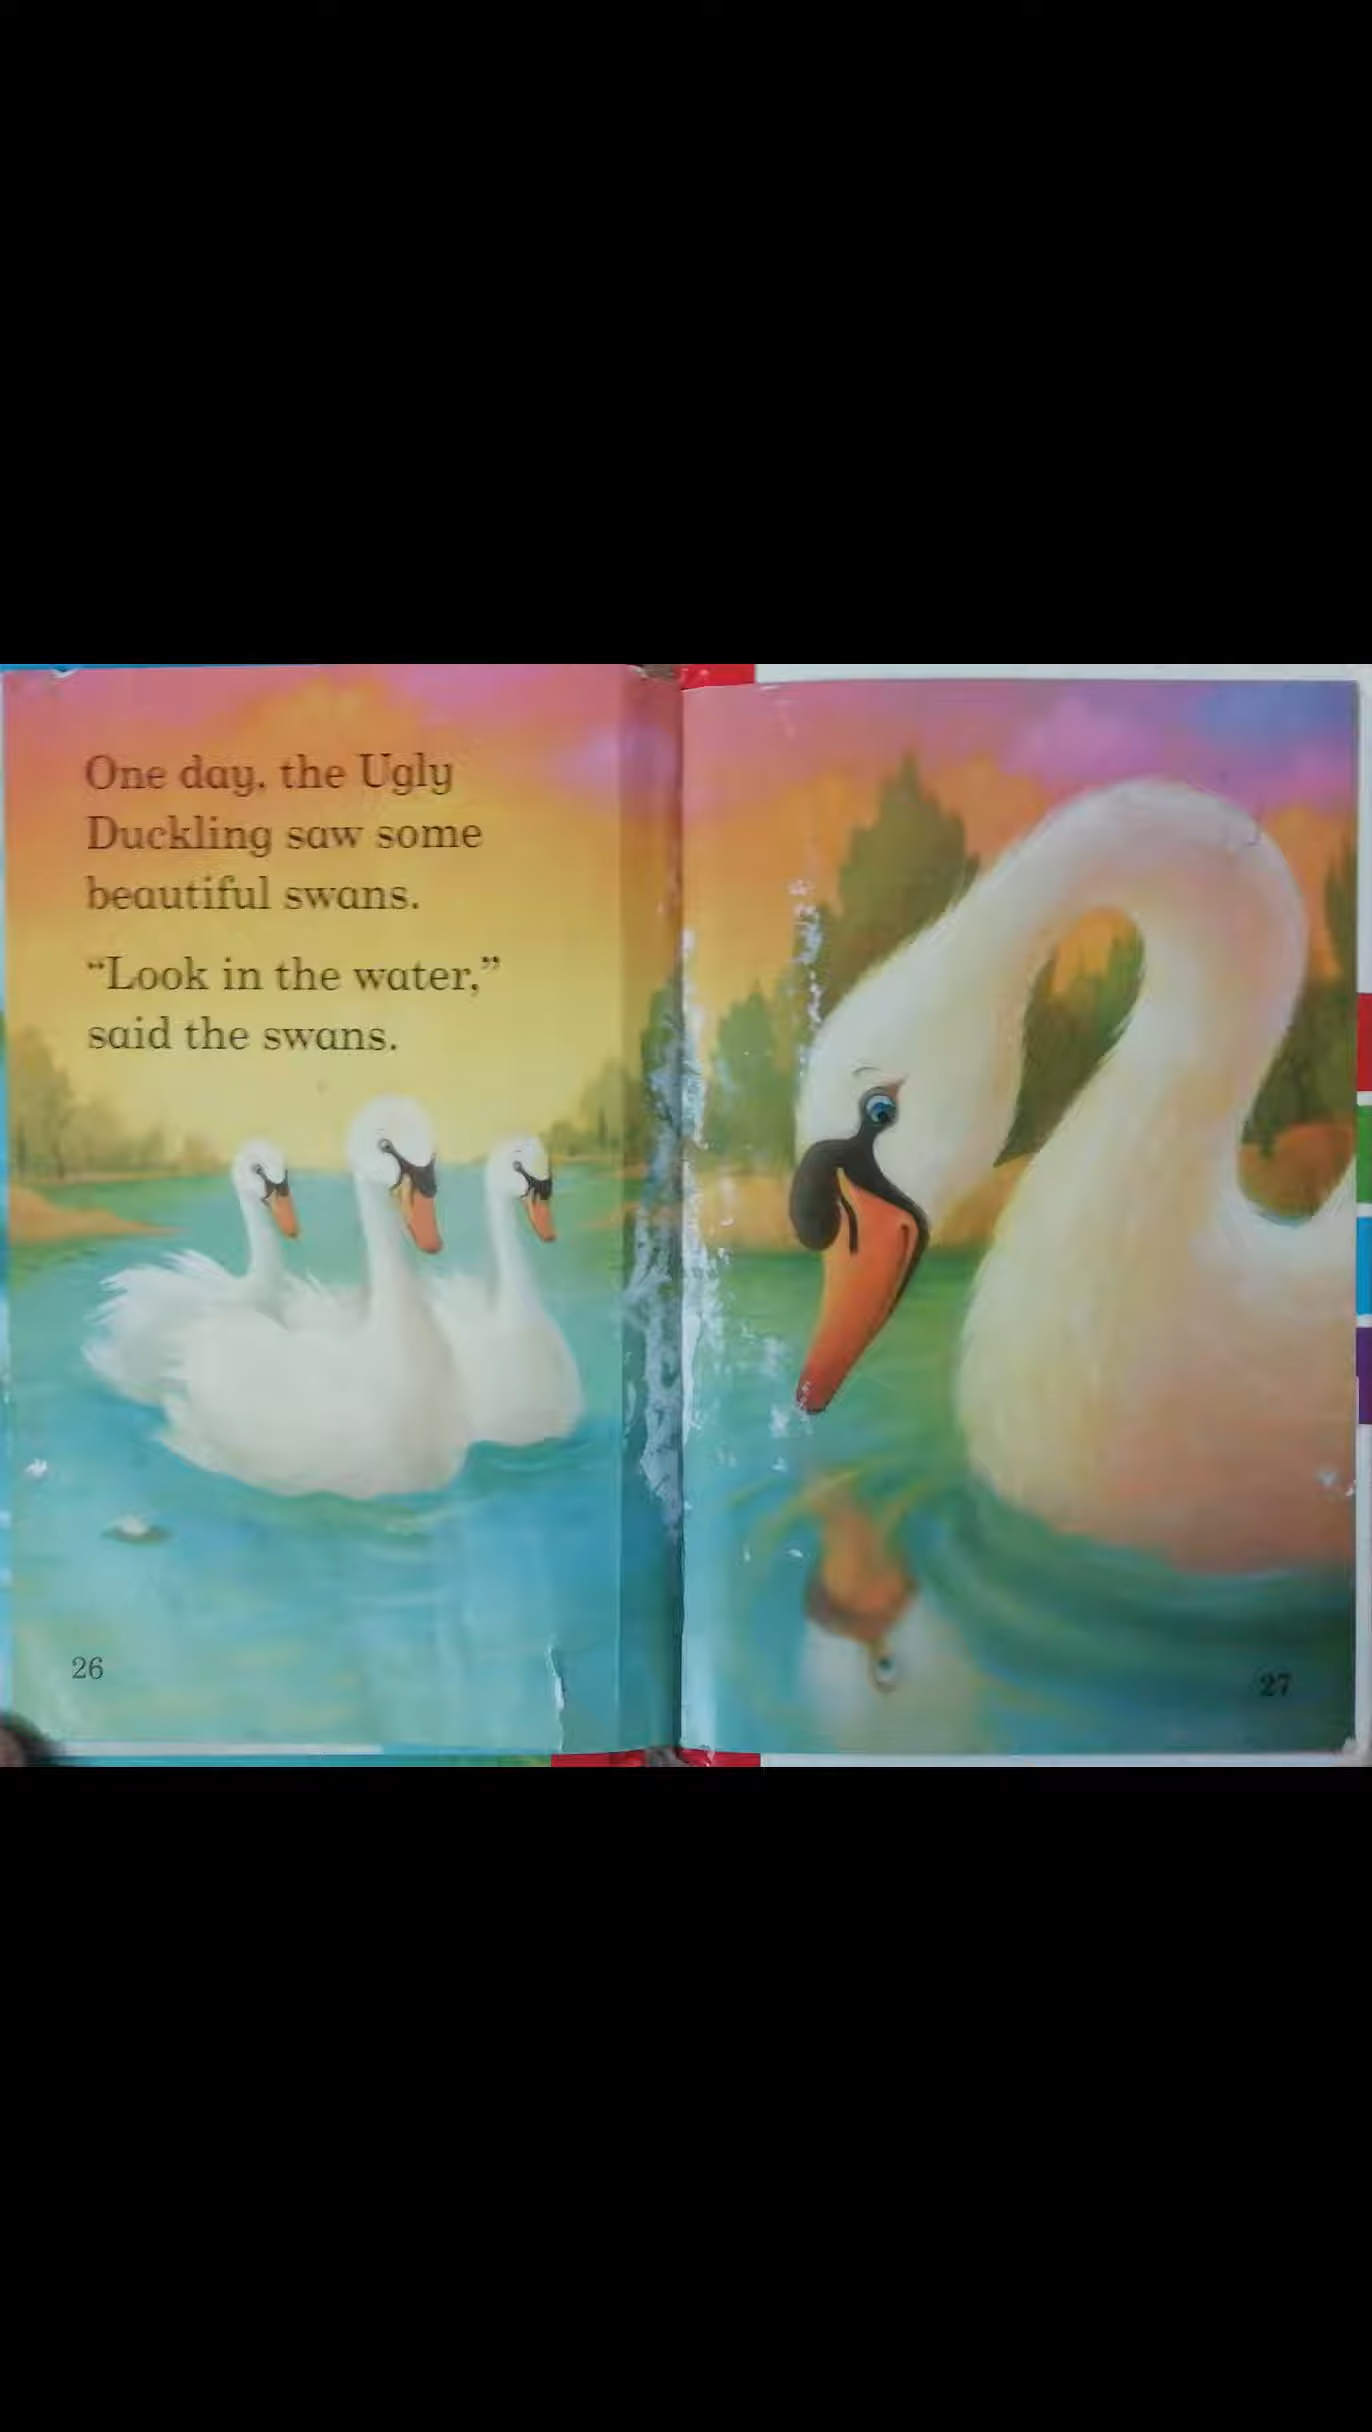 One day, the Ugly
Duckling saw some
beautiful swans.
“Look in the water,”
said the swans.
26
27